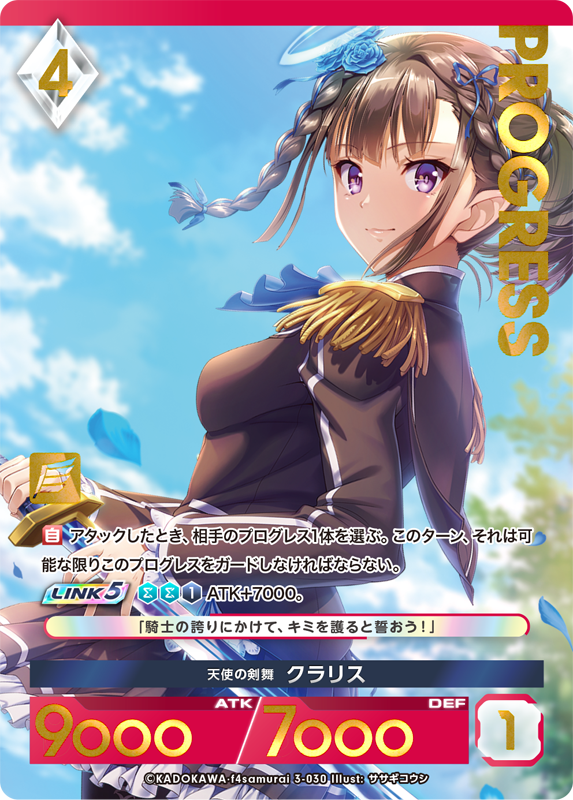 4
PROGRESS
自 アタックしたとき、相手のプログレス1体を選ぶ。このターン、それは可
能な限りこのプログレスをガードしなければならない。
LINK 5 Σ Σ 1 ATK+7000。
「騎士の誇りにかけて、キミを護ると誓おう!」
天使の剣舞 クラリス
ATK DEF
9000 7000 1
©KADOKAWA-f4samurai 3-030 Illust: ササギコウシ